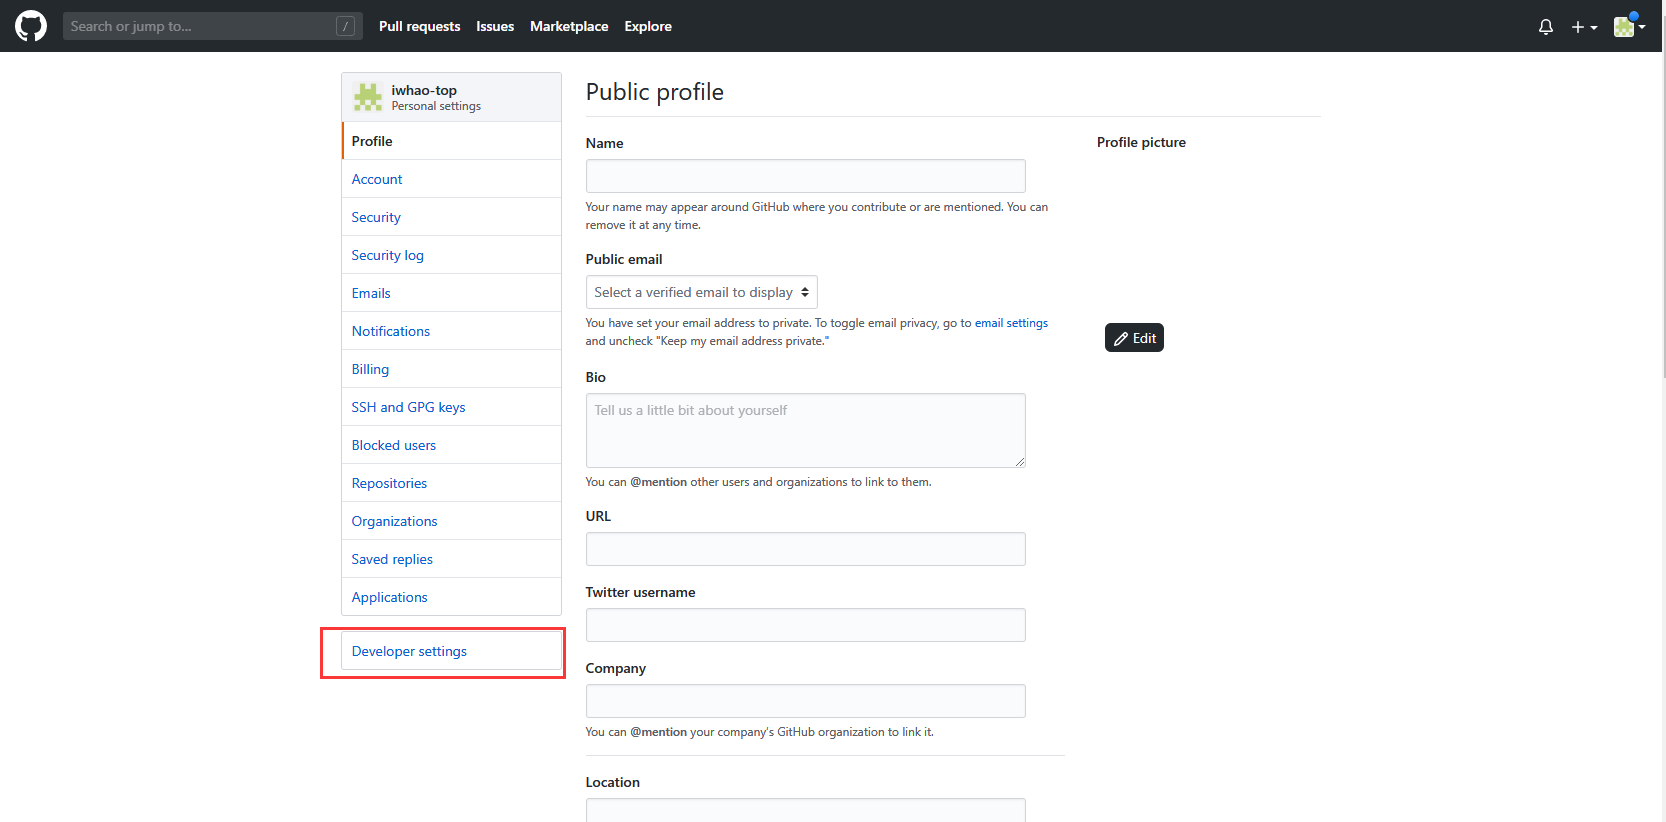 Search or jump to...
/
Pull requests
Issues
Marketplace
Explore
iwhao-top
Personal settings
Profile
Account
Security
Security log
Emails
Notifications
Billing
SSH and GPG keys
Blocked users
Repositories
Organizations
Saved replies
Applications
Developer settings
Public profile
Name
Your name may appear around GitHub where you contribute or are mentioned. You can
remove it at any time.
Public email
Select a verified email to display
You have set your email address to private. To toggle email privacy, go to email settings
and uncheck "Keep my email address private."
Bio
Tell us a little bit about yourself
You can @mention other users and organizations to link to them.
URL
Twitter username
Company
You can @mention your company's GitHub organization to link it.
Location
Profile picture
Edit